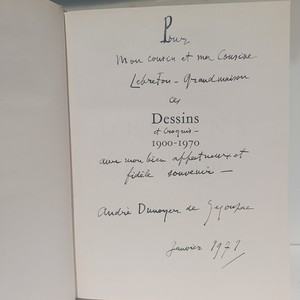 Pour
Mon cousin et ma Cousine
Lebreton-Grandmaison
ces
Dessins
et croquis -
1900-1970
avec mon bien affectueux et
fidèle souvenir -
André Dunoyer de Segonzac
Janvier 1971